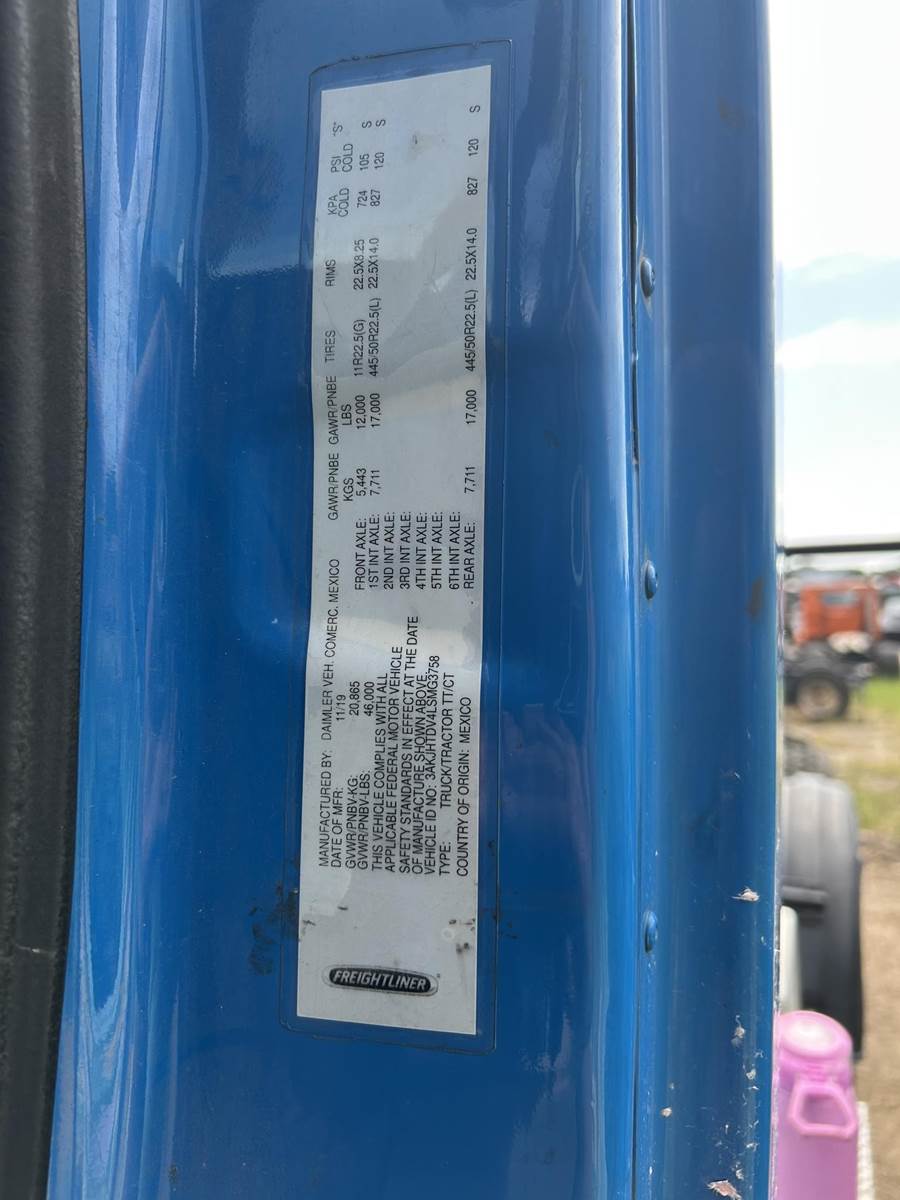 FREIGHTLINER
MANUFACTURED BY: DAIMLER VEH. COMERC. MEXICO
DATE OF MFR: 11/19
GVWR/PNBV-KG: 20,865
GVWR/PNBV-LBS: 46,000
THIS VEHICLE COMPLIES WITH ALL
APPLICABLE FEDERAL MOTOR VEHICLE
SAFETY STANDARDS IN EFFECT AT THE DATE
OF MANUFACTURE SHOWN ABOVE.
VEHICLE ID NO: 3AKJHTDV4LSMG3758
TYPE: TRUCK/TRACTOR TT/CT
COUNTRY OF ORIGIN: MEXICO
GAWR/PNBE GAWR/PNBE TIRES RIMS KPA PSI "S"
KGS LBS COLD COLD
FRONT AXLE: 5,443 12,000 11R22.5(G) 22.5X8.25 724 105 S
1ST INT AXLE: 7,711 17,000 445/50R22.5(L) 22.5X14.0 827 120 S
2ND INT AXLE:
3RD INT AXLE:
4TH INT AXLE:
5TH INT AXLE:
6TH INT AXLE:
REAR AXLE: 7,711 17,000 445/50R22.5(L) 22.5X14.0 827 120 S